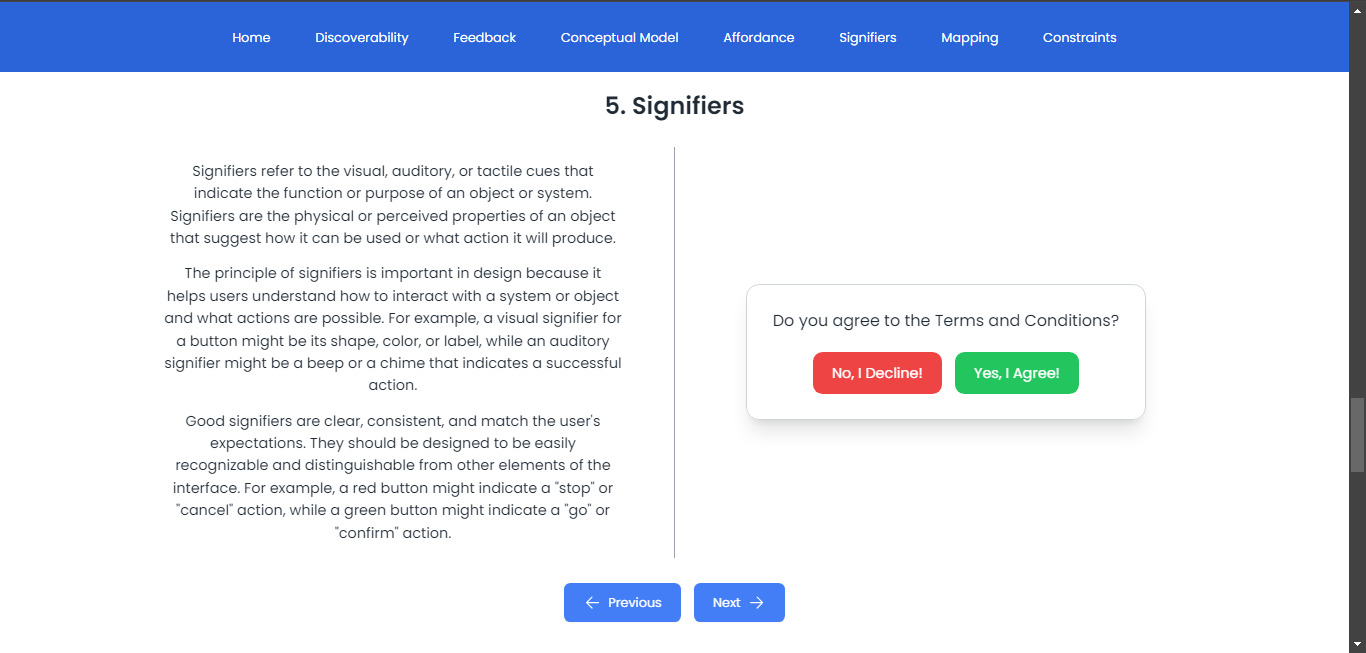 Home Discoverability Feedback Conceptual Model Affordance Signifiers Mapping Constraints
5. Signifiers
Signifiers refer to the visual, auditory, or tactile cues that
indicate the function or purpose of an object or system.
Signifiers are the physical or perceived properties of an object
that suggest how it can be used or what action it will produce.
The principle of signifiers is important in design because it
helps users understand how to interact with a system or object
and what actions are possible. For example, a visual signifier for
a button might be its shape, color, or label, while an auditory
signifier might be a beep or a chime that indicates a successful
action.
Good signifiers are clear, consistent, and match the user's
expectations. They should be designed to be easily
recognizable and distinguishable from other elements of the
interface. For example, a red button might indicate a "stop" or
"cancel" action, while a green button might indicate a "go" or
"confirm" action.
Do you agree to the Terms and Conditions?
No, I Decline! Yes, I Agree!
Previous Next